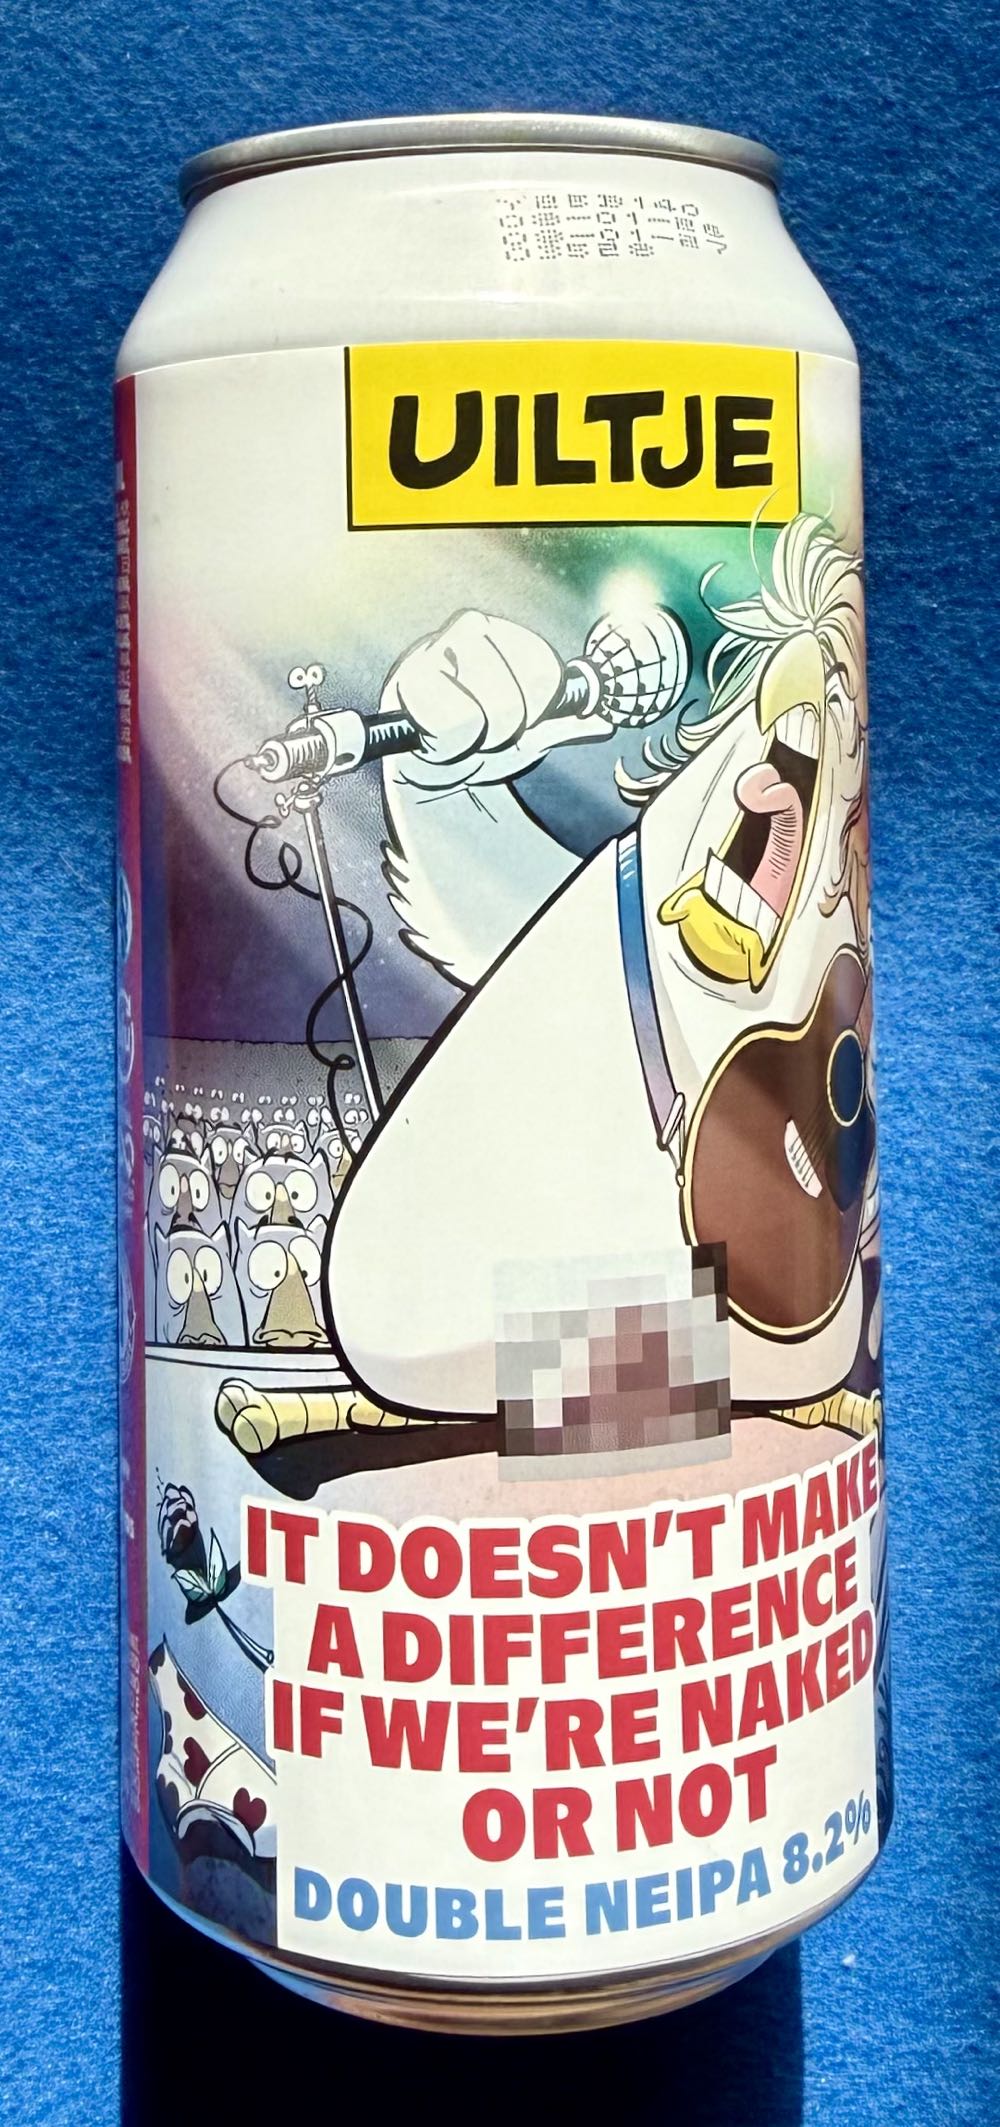 UILTJE
IT DOESN'T MAKE
A DIFFERENCE
IF WE'RE NAKED
OR NOT
DOUBLE NEIPA 8.2%